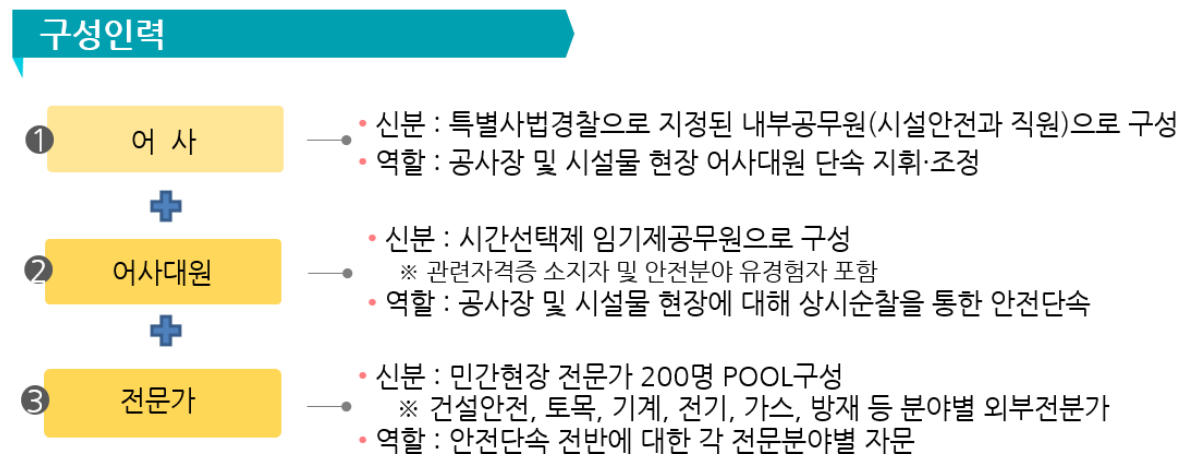 구성인력
1 어 사
• 신분 : 특별사법경찰으로 지정된 내부공무원(시설안전과 직원)으로 구성
• 역할 : 공사장 및 시설물 현장 어사대원 단속 지휘·조정
2 어사대원
• 신분 : 시간선택제 임기제공무원으로 구성
※ 관련자격증 소지자 및 안전분야 유경험자 포함
• 역할 : 공사장 및 시설물 현장에 대해 상시순찰을 통한 안전단속
3 전문가
• 신분 : 민간현장 전문가 200명 POOL구성
※ 건설안전, 토목, 기계, 전기, 가스, 방재 등 분야별 외부전분가
• 역할 : 안전단속 전반에 대한 각 전문분야별 자문